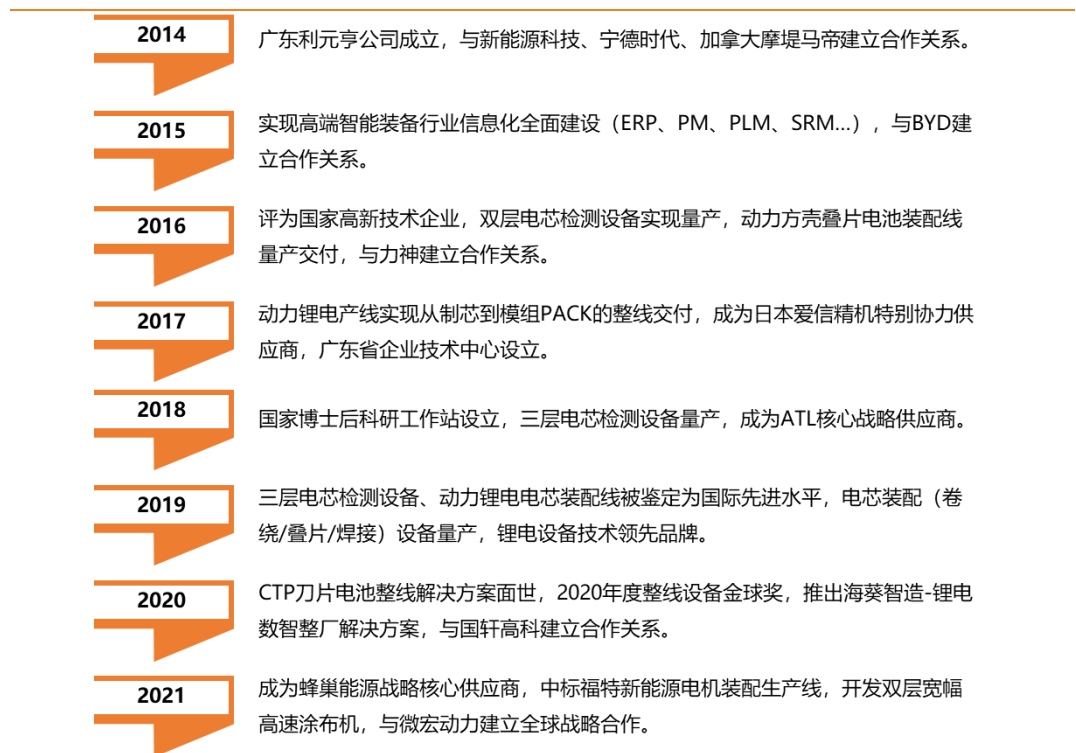 2014
广东利元亨公司成立，与新能源科技、宁德时代、加拿大摩堤马帝建立合作关系。
2015
实现高端智能装备行业信息化全面建设（ERP、PM、PLM、SRM...），与BYD建
立合作关系。
2016
评为国家高新技术企业，双层电芯检测设备实现量产，动力方壳叠片电池装配线
量产交付，与力神建立合作关系。
2017
动力锂电产线实现从制芯到模组PACK的整线交付，成为日本爱信精机特别协力供
应商，广东省企业技术中心设立。
2018
国家博士后科研工作站设立，三层电芯检测设备量产，成为ATL核心战略供应商。
2019
三层电芯检测设备、动力锂电电芯装配线被鉴定为国际先进水平，电芯装配（卷
绕/叠片/焊接）设备量产，锂电设备技术领先品牌。
2020
CTP刀片电池整线解决方案面世，2020年度整线设备金球奖，推出海葵智造-锂电
数智整厂解决方案，与国轩高科建立合作关系。
2021
成为蜂巢能源战略核心供应商，中标福特新能源电机装配生产线，开发双层宽幅
高速涂布机，与微宏动力建立全球战略合作。